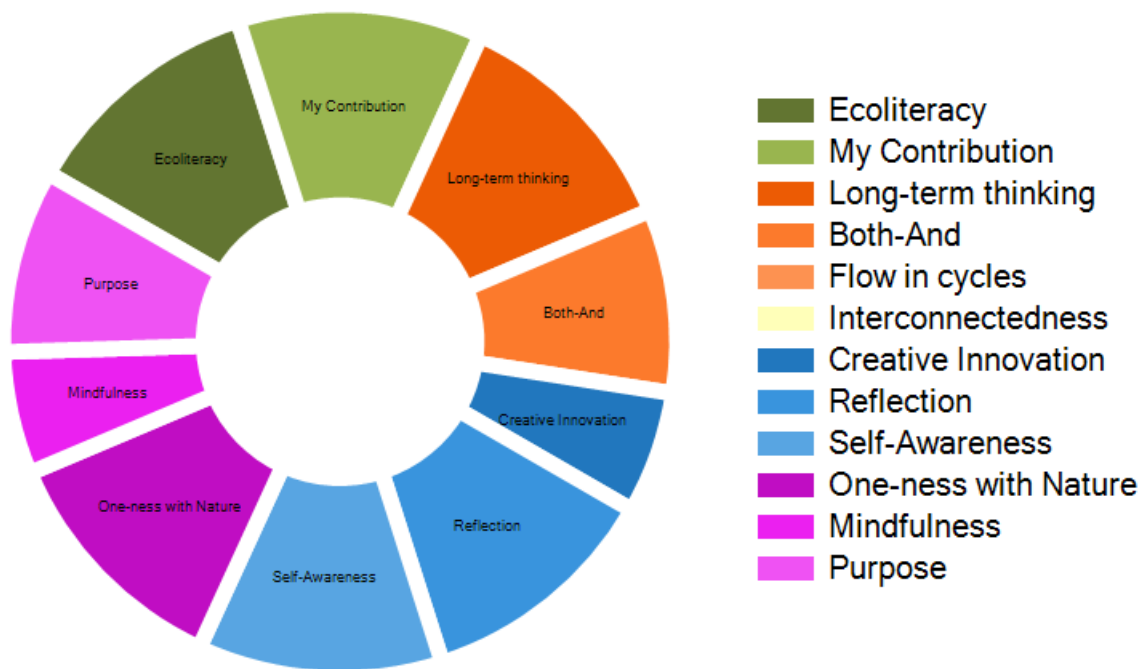 My Contribution
Ecoliteracy
Long-term thinking
Purpose
Both-And
Mindfulness
Creative Innovation
One-ness with Nature
Reflection
Self-Awareness
Ecoliteracy
My Contribution
Long-term thinking
Both-And
Flow in cycles
Interconnectedness
Creative Innovation
Reflection
Self-Awareness
One-ness with Nature
Mindfulness
Purpose